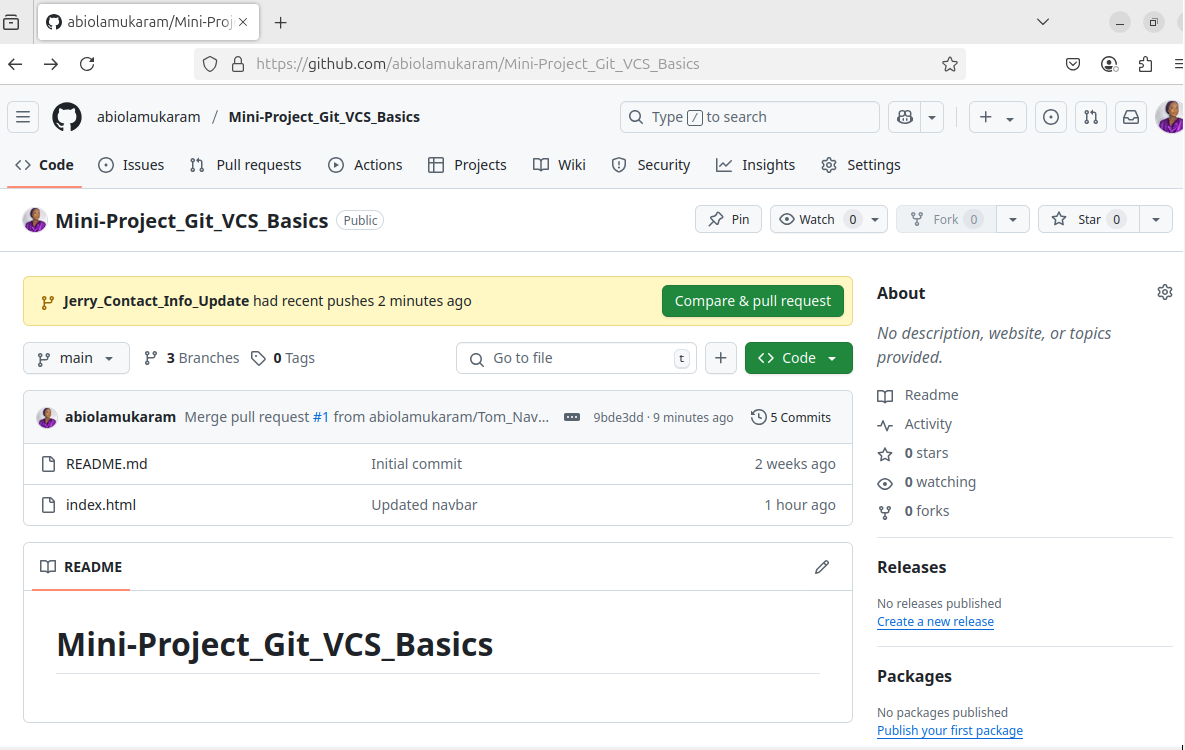 abiolamukaram/Mini-Proj
https://github.com/abiolamukaram/Mini-Project_Git_VCS_Basics
abiolamukaram / Mini-Project_Git_VCS_Basics
Type / to search
Code Issues Pull requests Actions Projects Wiki Security Insights Settings
Mini-Project_Git_VCS_Basics Public
Pin Watch 0 Fork 0 Star 0
Jerry_Contact_Info_Update had recent pushes 2 minutes ago Compare & pull request
main 3 Branches 0 Tags Go to file t Code
abiolamukaram Merge pull request #1 from abiolamukaram/Tom_Nav... 9bde3dd · 9 minutes ago 5 Commits
README.md Initial commit 2 weeks ago
index.html Updated navbar 1 hour ago
README
Mini-Project_Git_VCS_Basics
About
No description, website, or topics
provided.
Readme
Activity
0 stars
0 watching
0 forks
Releases
No releases published
Create a new release
Packages
No packages published
Publish your first package